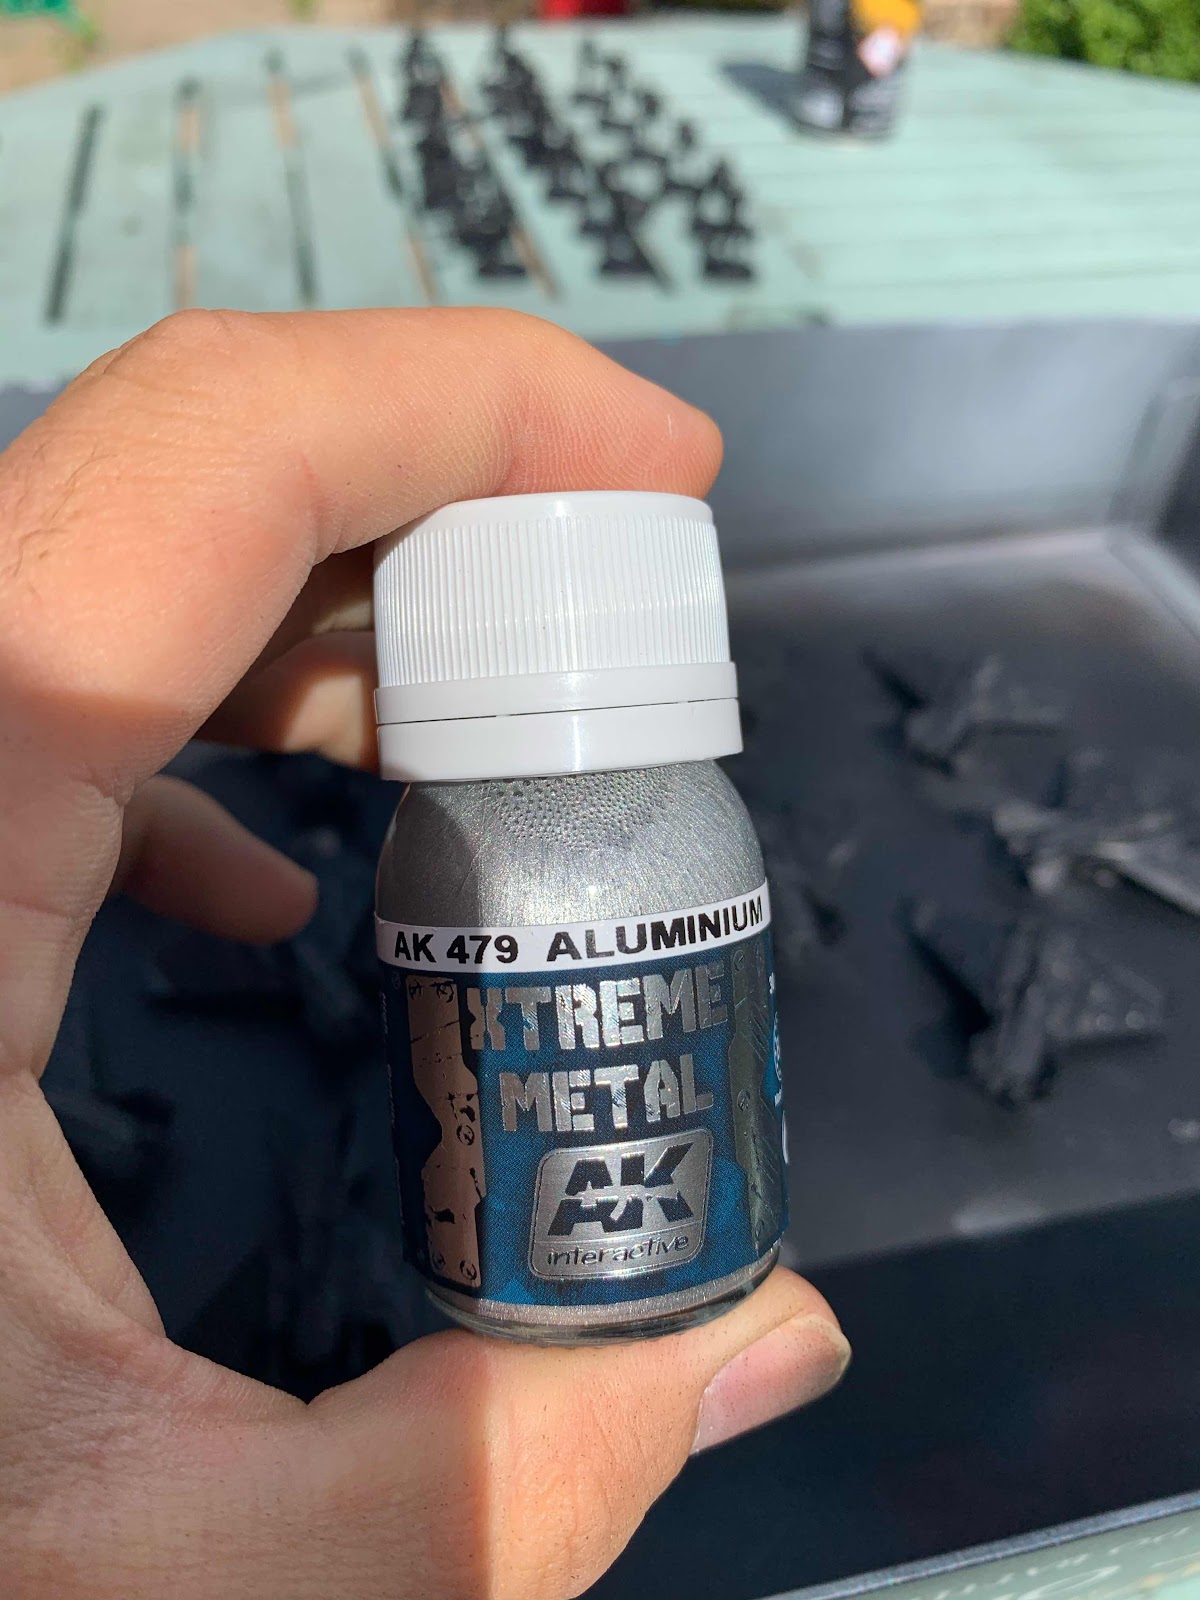 AK 479 ALUMINIUM
XTREME
METAL
AK
interactive